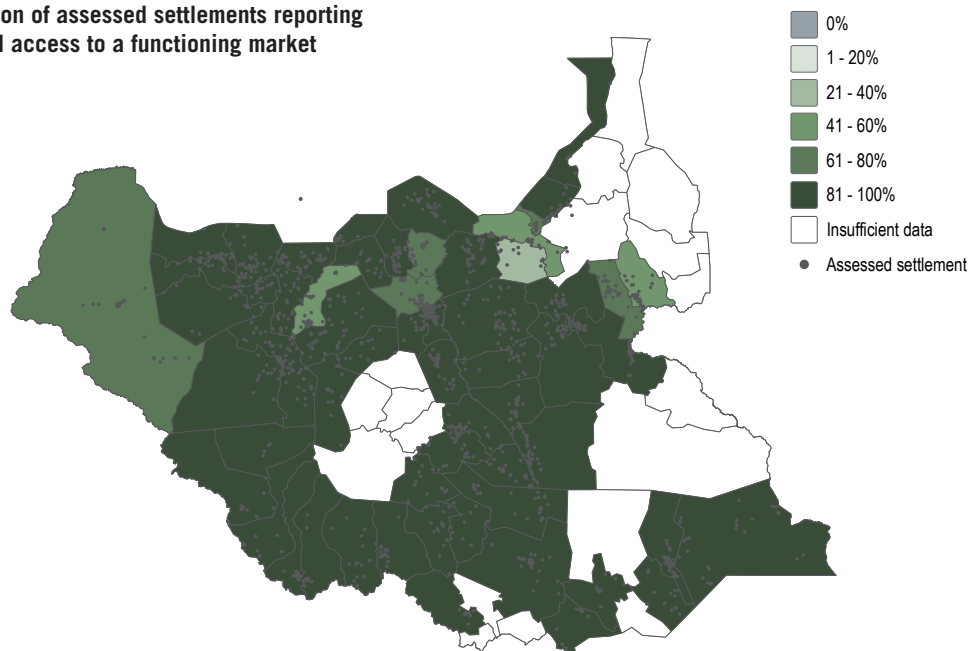 on of assessed settlements reporting
access to a functioning market
0%
1 - 20%
21 - 40%
41 - 60%
61 - 80%
81 - 100%
Insufficient data
Assessed settlement